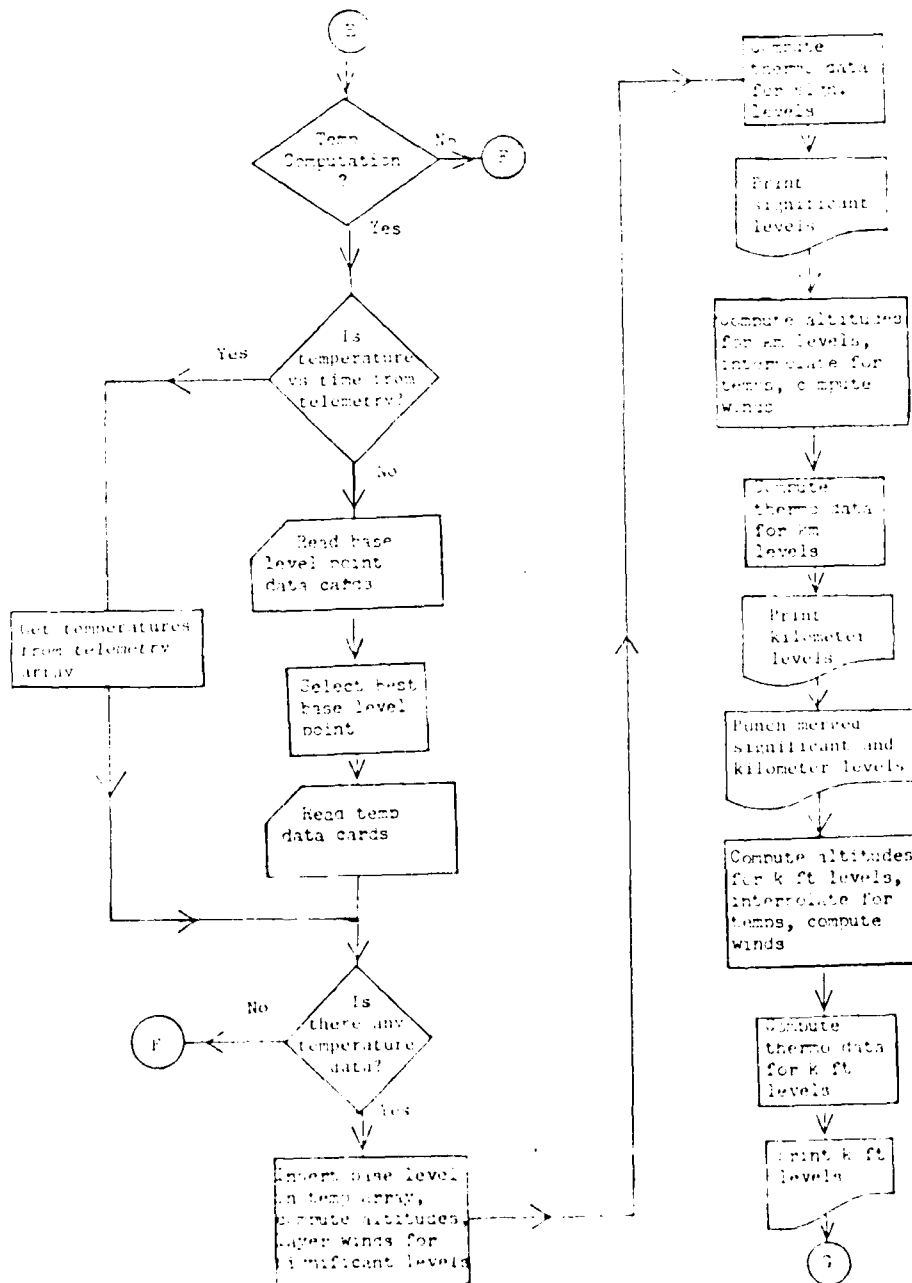 E
Temp
Computation
?
No
F
Yes
Is
temperature
vs time from
telemetry?
Yes
No
Read base
level point
data cards
Get temperatures
from telemetry
array
Select best
base level
point
Read temp
data cards
Is
there any
temperature
data?
No
F
Yes
Insert base level
in temp array,
compute altitudes,
layer winds for
significant levels
Compute
thermo data
for sign.
levels
Print
significant
levels
Compute altitudes
for km levels,
interpolate for
temps, compute
winds
Compute
thermo data
for km
levels
Print
kilometer
levels
Punch merged
significant and
kilometer levels
Compute altitudes
for k ft levels,
interpolate for
temps, compute
winds
Compute
thermo data
for k ft
levels
Print k ft
levels
G